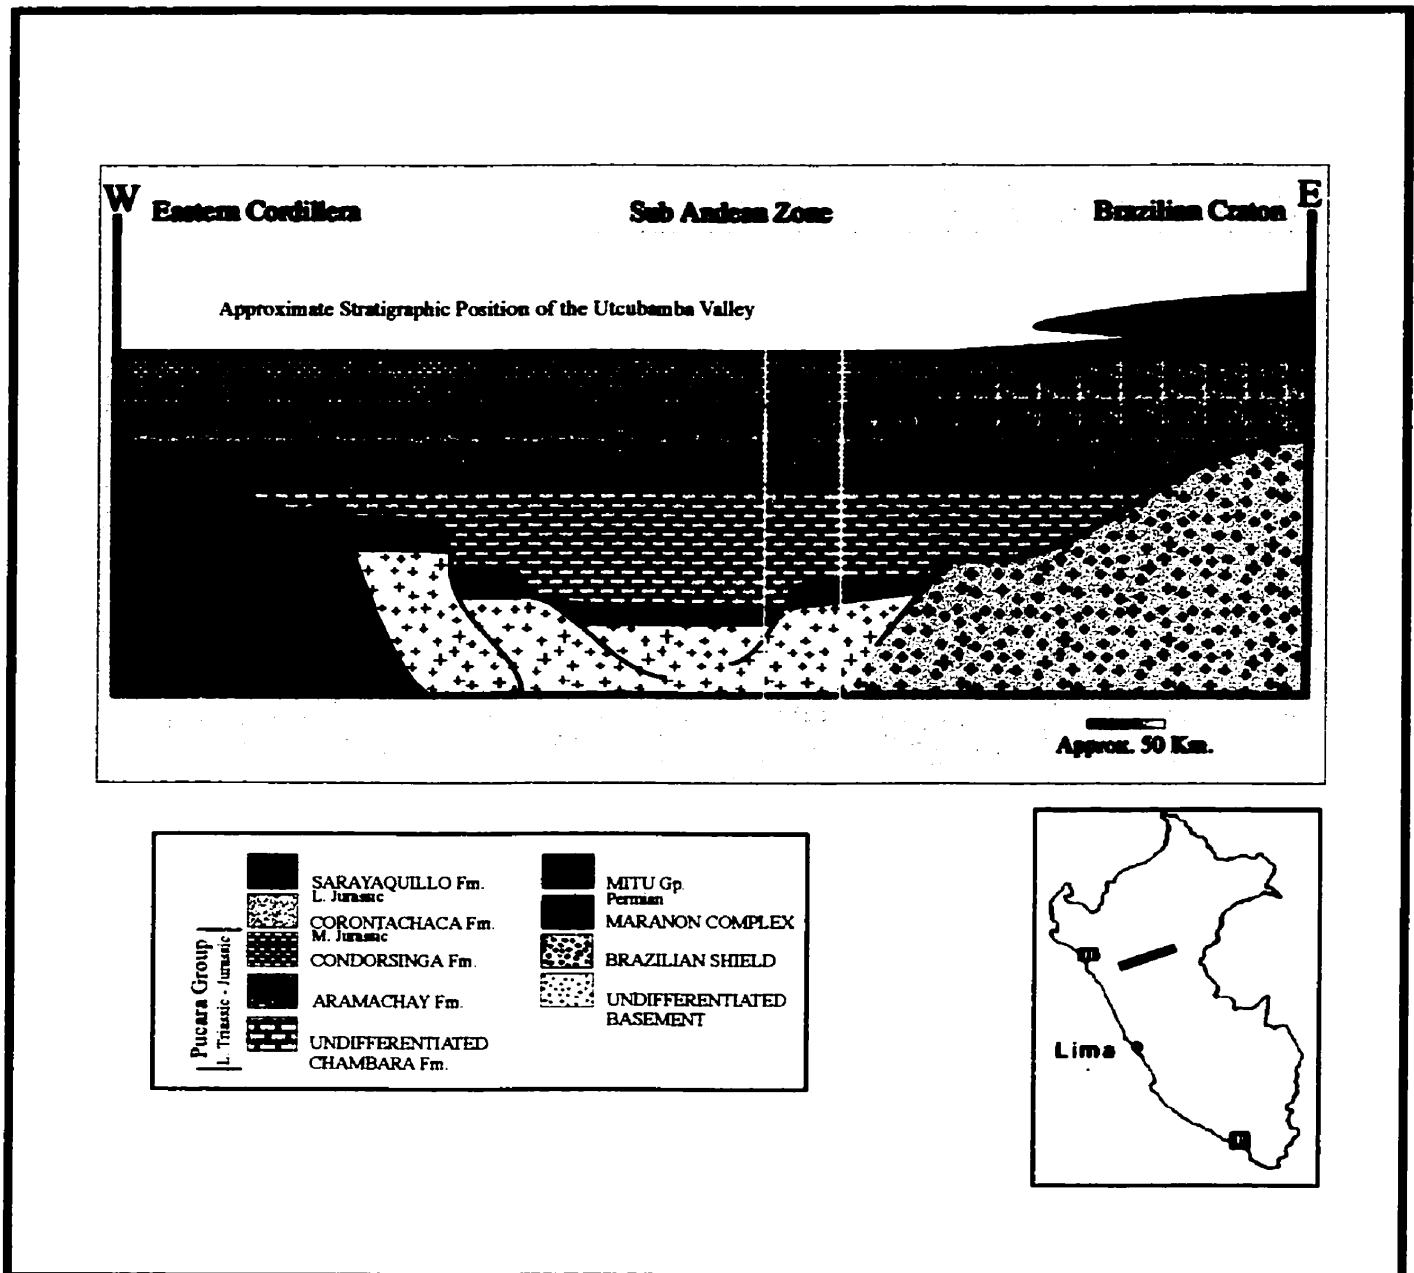 W E
Eastern Cordillera Sub Andean Zone Brazilian Craton
Approximate Stratigraphic Position of the Utcubamba Valley
Approx. 50 Km.
SARAYAQUILLO Fm.
L. Jurassic
CORONTACHACA Fm.
M. Jurassic
CONDORSINGA Fm.
ARAMACHAY Fm.
UNDIFFERENTIATED
CHAMBARA Fm.
Pucara Group
L. Triassic - Jurassic
MITU Gp.
Permian
MARANON COMPLEX
BRAZILIAN SHIELD
UNDIFFERENTIATED
BASEMENT
Lima